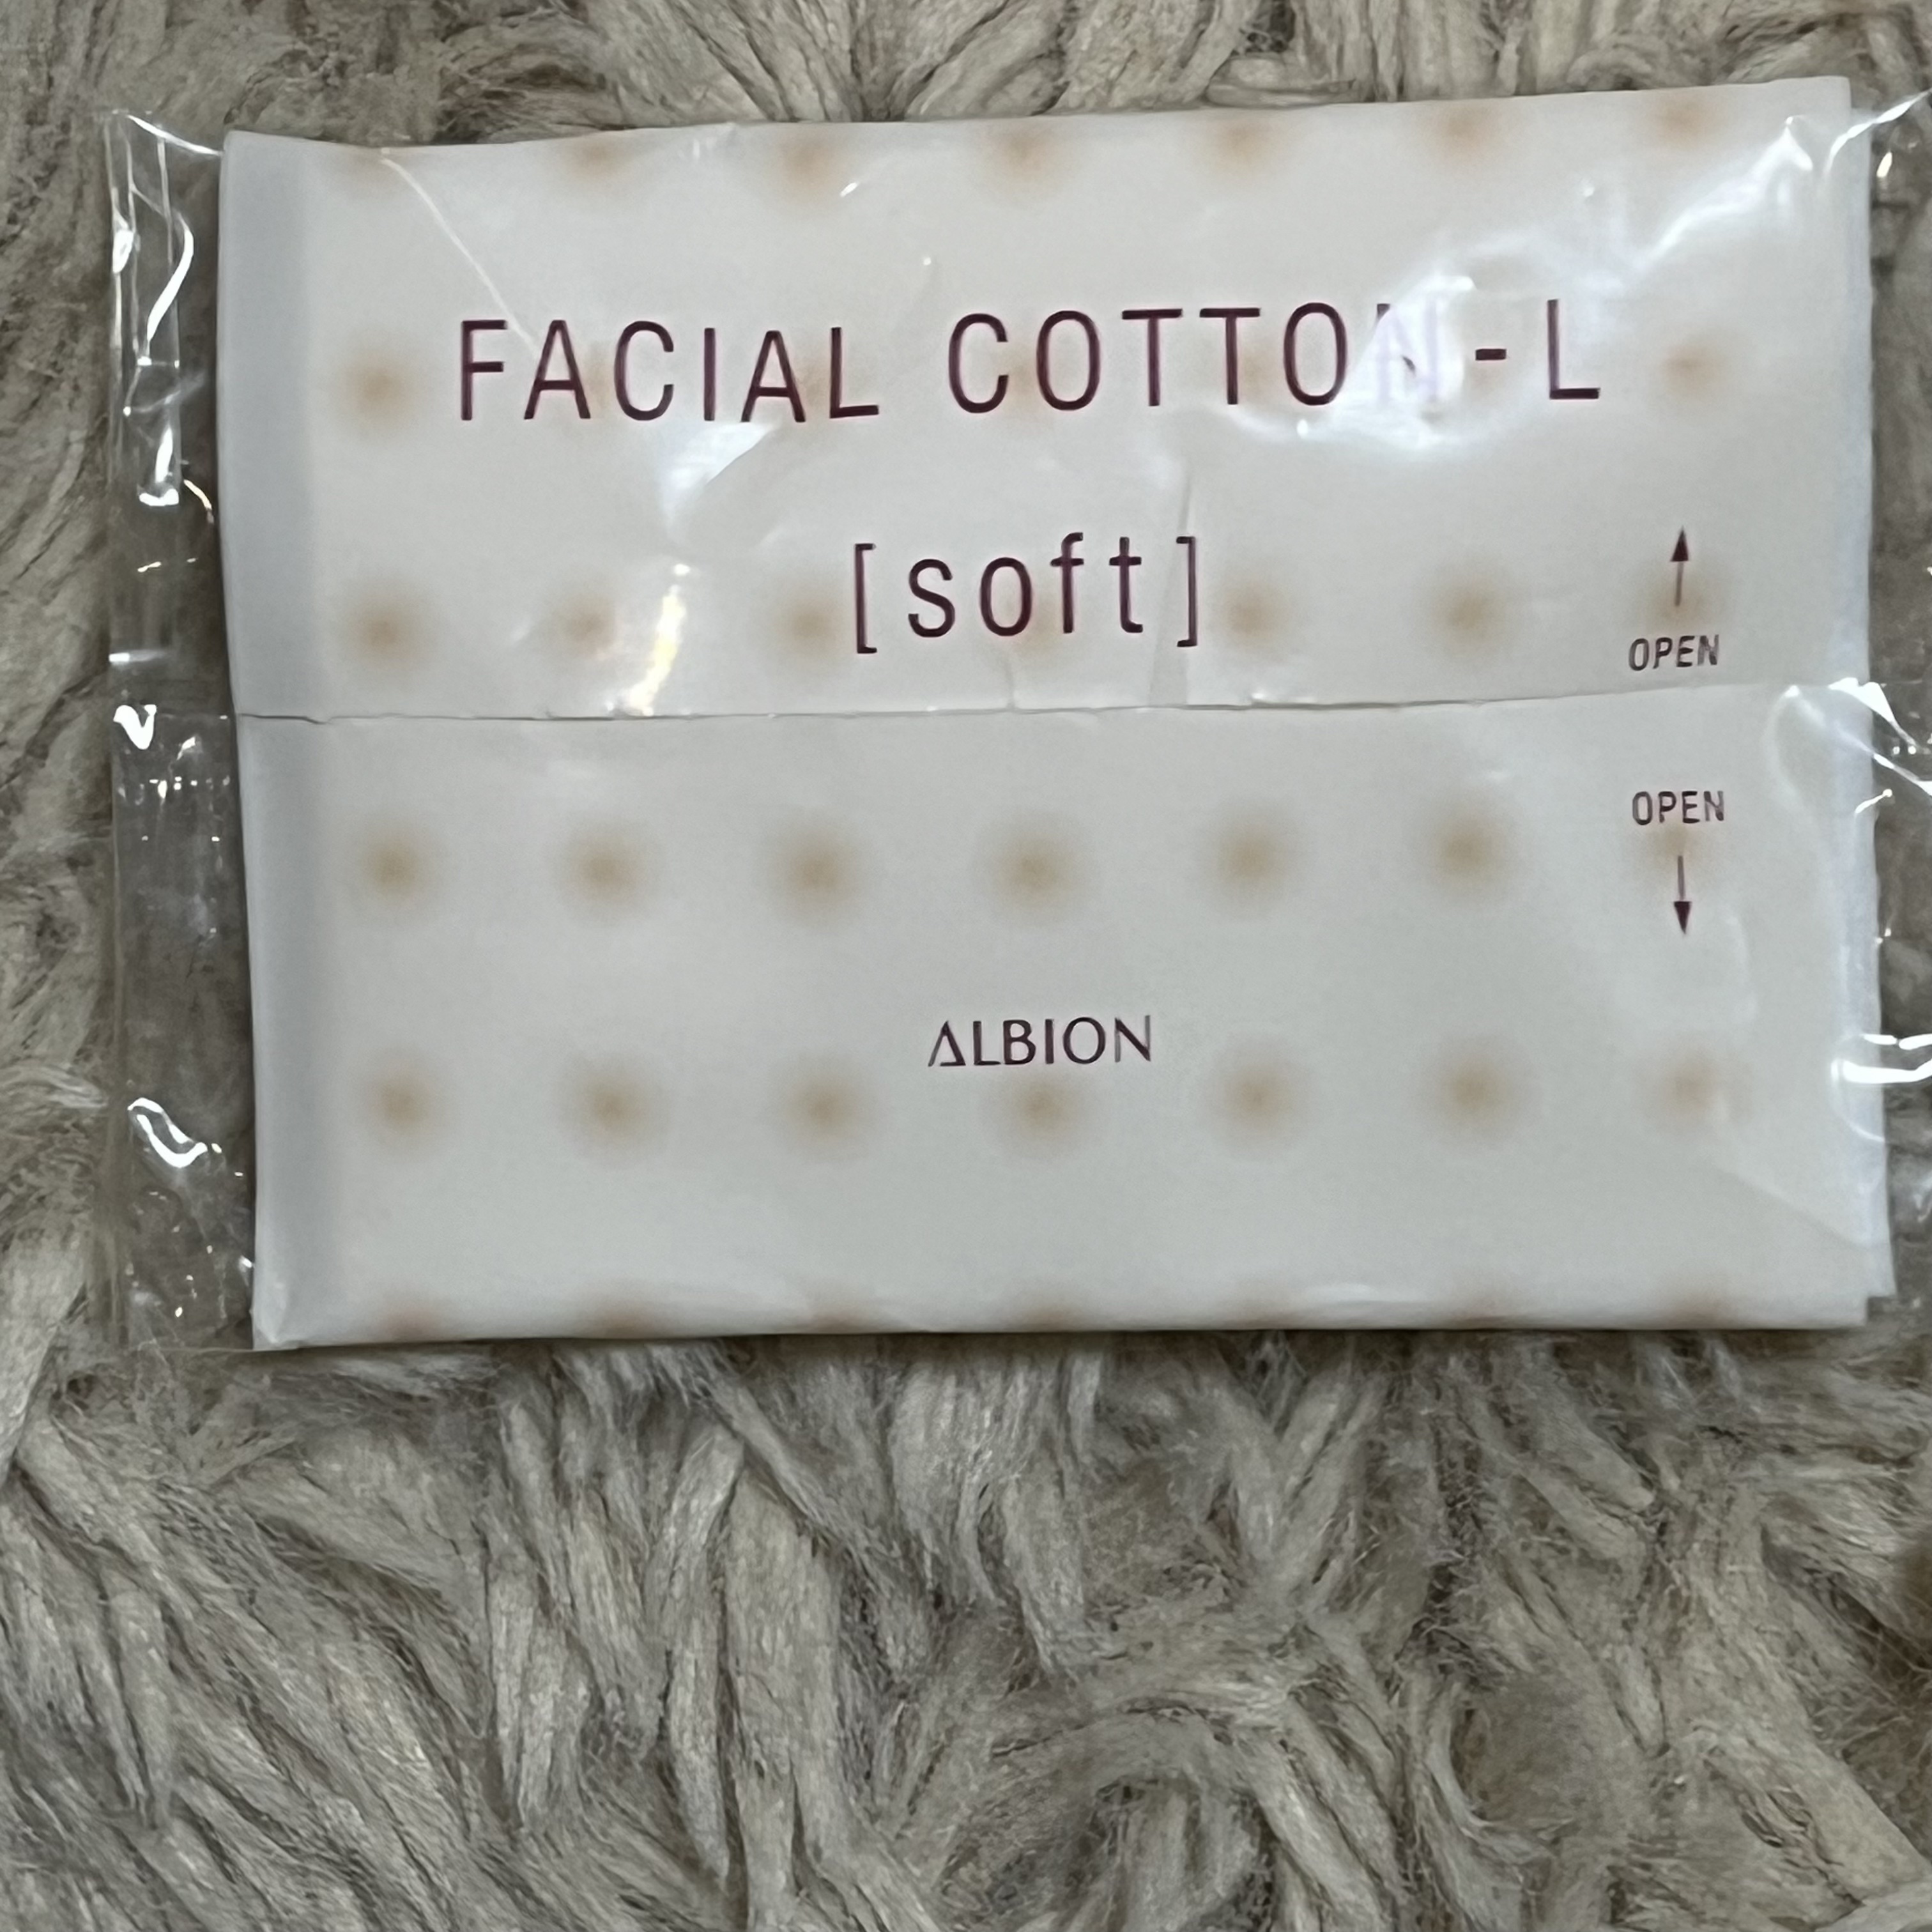 FACIAL COTTON-L
[soft]
OPEN
OPEN
ALBION